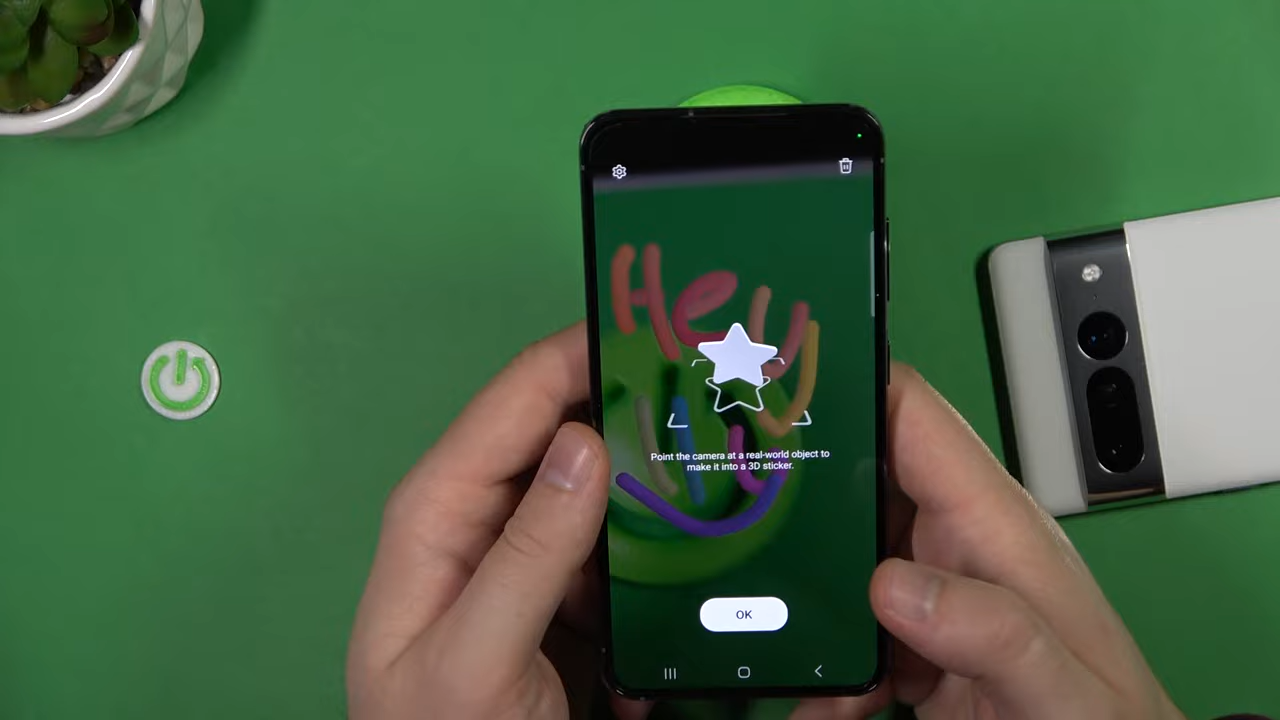 Hey
Point the camera at a real-world object to
make it into a 3D sticker.
OK